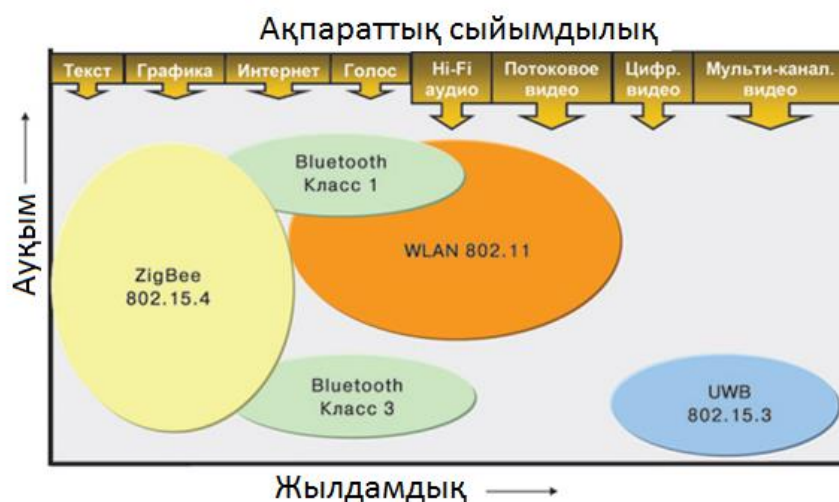 Ақпараттық сыйымдылық
Текст Графика Интернет Голос Hi-Fi аудио Потоковое видео Цифр. видео Мульти-канал. видео
Ауқым
Bluetooth
Класс 1
WLAN 802.11
ZigBee
802.15.4
Bluetooth
Класс 3
UWB
802.15.3
Жылдамдық